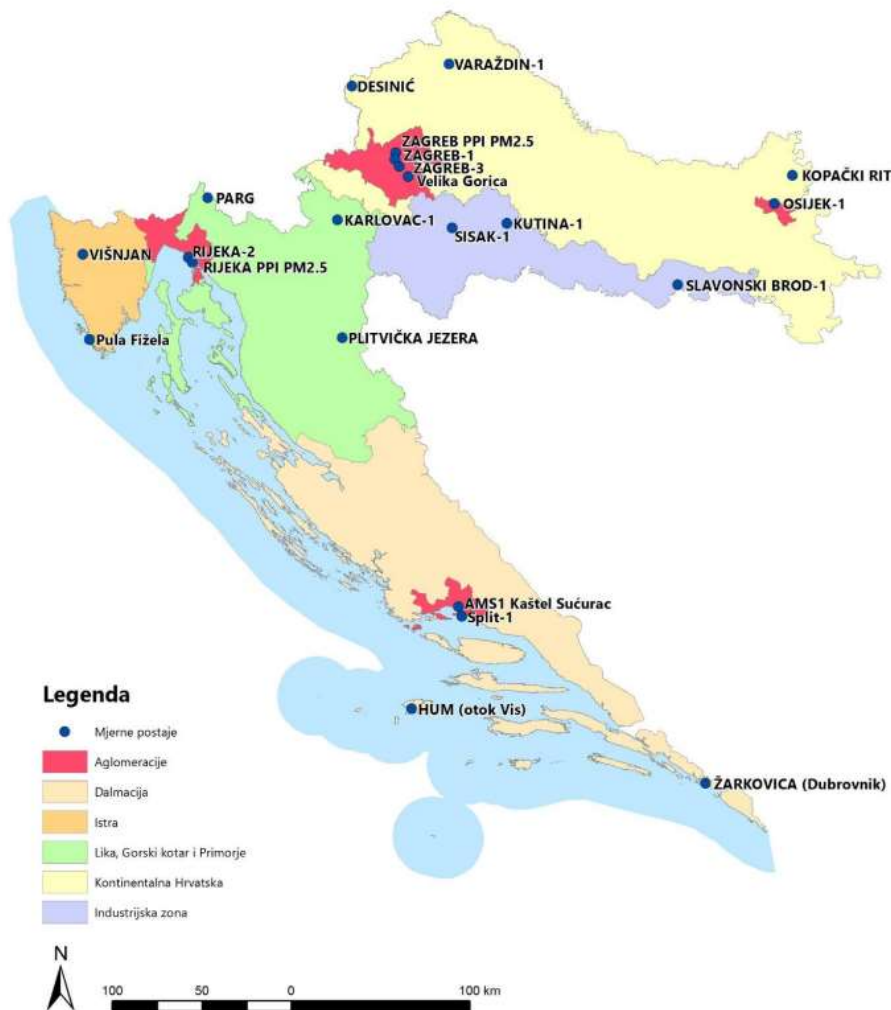 VARAŽDIN-1
DESINIĆ
ZAGREB PPI PM2.5
ZAGREB-1
ZAGREB-3
Velika Gorica
KOPAČKI RIT
OSIJEK-1
PARG
KARLOVAC-1
KUTINA-1
SISAK-1
VIŠNJAN
RIJEKA-2
RIJEKA PPI PM2.5
SLAVONSKI BROD-1
Pula Fižela
PLITVIČKA JEZERA
AMS1 Kaštel Sućurac
Split-1
HUM (otok Vis)
ŽARKOVICA (Dubrovnik)
Legenda
Mjerne postaje
Aglomeracije
Dalmacija
Istra
Lika, Gorski kotar i Primorje
Kontinentalna Hrvatska
Industrijska zona
N
100 50 0 100 km